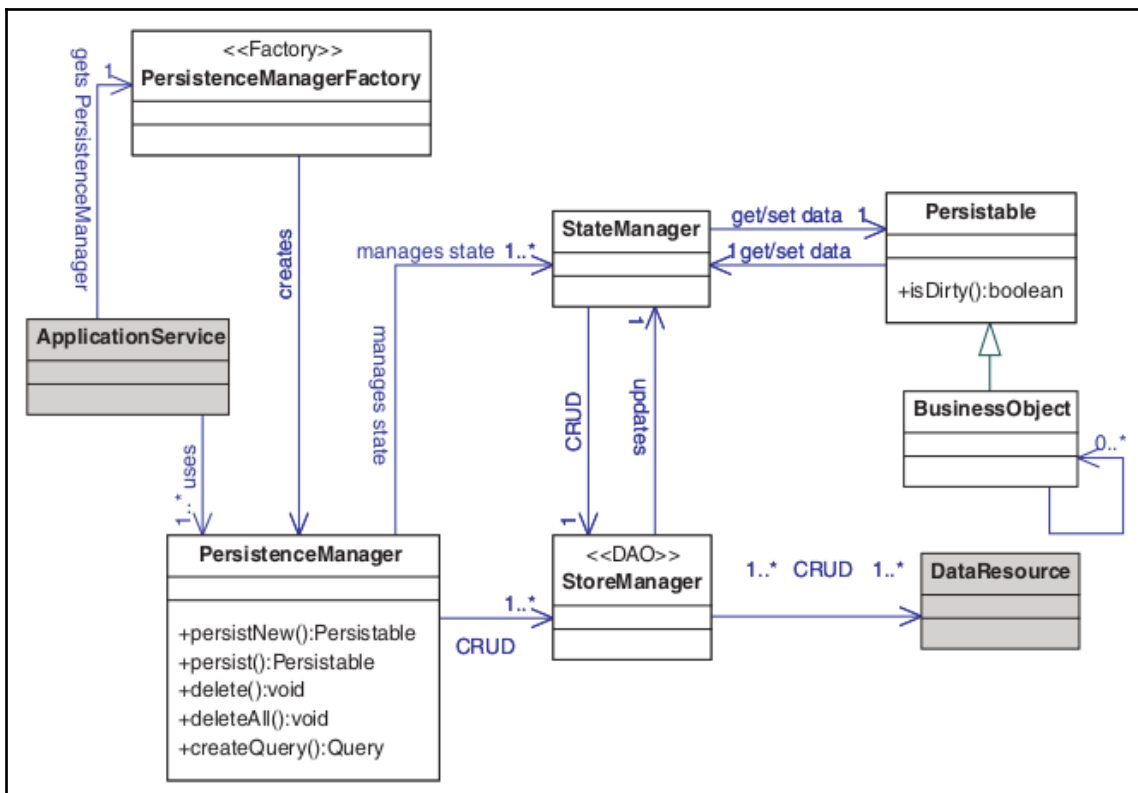 <<Factory>>
PersistenceManagerFactory
1
gets PersistenceManager
creates
ApplicationService
1..* uses
manages state 1..*
manages state
StateManager
get/set data 1
1 get/set data
Persistable
+isDirty():boolean
BusinessObject
0..*
CRUD
1
1
updates
PersistenceManager
+persistNew():Persistable
+persist():Persistable
+delete():void
+deleteAll():void
+createQuery():Query
1..*
CRUD
<<DAO>>
StoreManager
1..* CRUD 1..*
DataResource